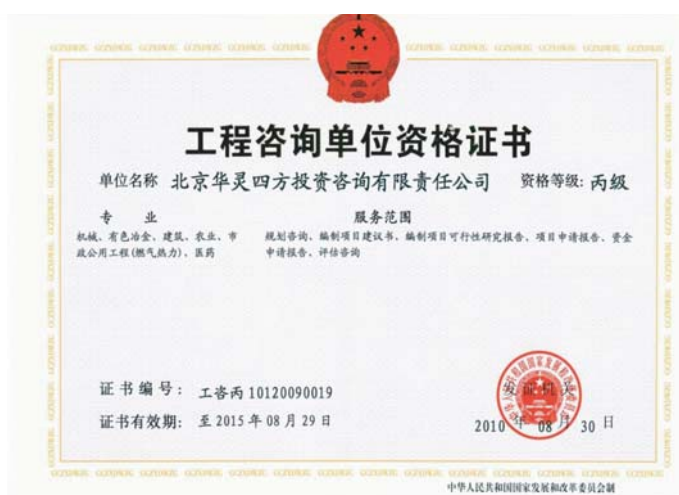 工程咨询单位资格证书
单位名称 北京华灵四方投资咨询有限责任公司 资格等级: 丙级
专 业 服务范围
机械、有色冶金、建筑、农业、市 规划咨询、编制项目建议书、编制项目可行性研究报告、项目申请报告、资金
政公用工程(燃气热力)、医药 申请报告、评估咨询
证书编号: 工咨丙 10120090019
发证机关
证书有效期: 至 2015 年 08 月 29 日
2010 年 08 月 30 日
中华人民共和国国家发展和改革委员会制